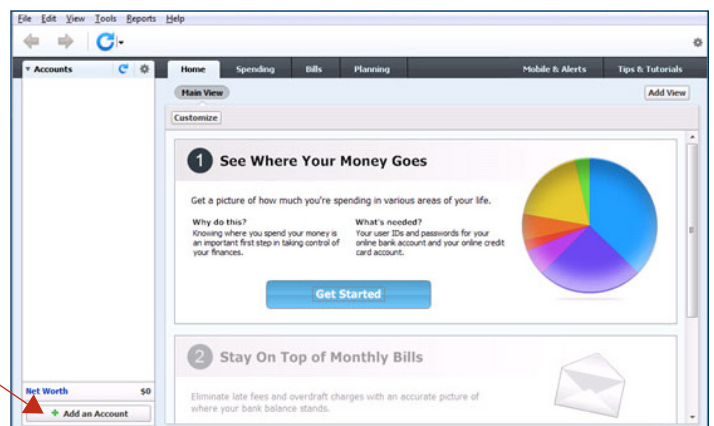 File Edit View Tools Reports Help
Accounts
Home Spending Bills Planning Mobile & Alerts Tips & Tutorials
Main View
Add View
Customize
1 See Where Your Money Goes
Get a picture of how much you're spending in various areas of your life.
Why do this?
Knowing where you spend your money is
an important first step in taking control of
your finances.
What's needed?
Your user IDs and passwords for your
online bank account and your online credit
card account.
Get Started
2 Stay On Top of Monthly Bills
Eliminate late fees and overdraft charges with an accurate picture of
where your bank balance stands.
Net Worth $0
Add an Account